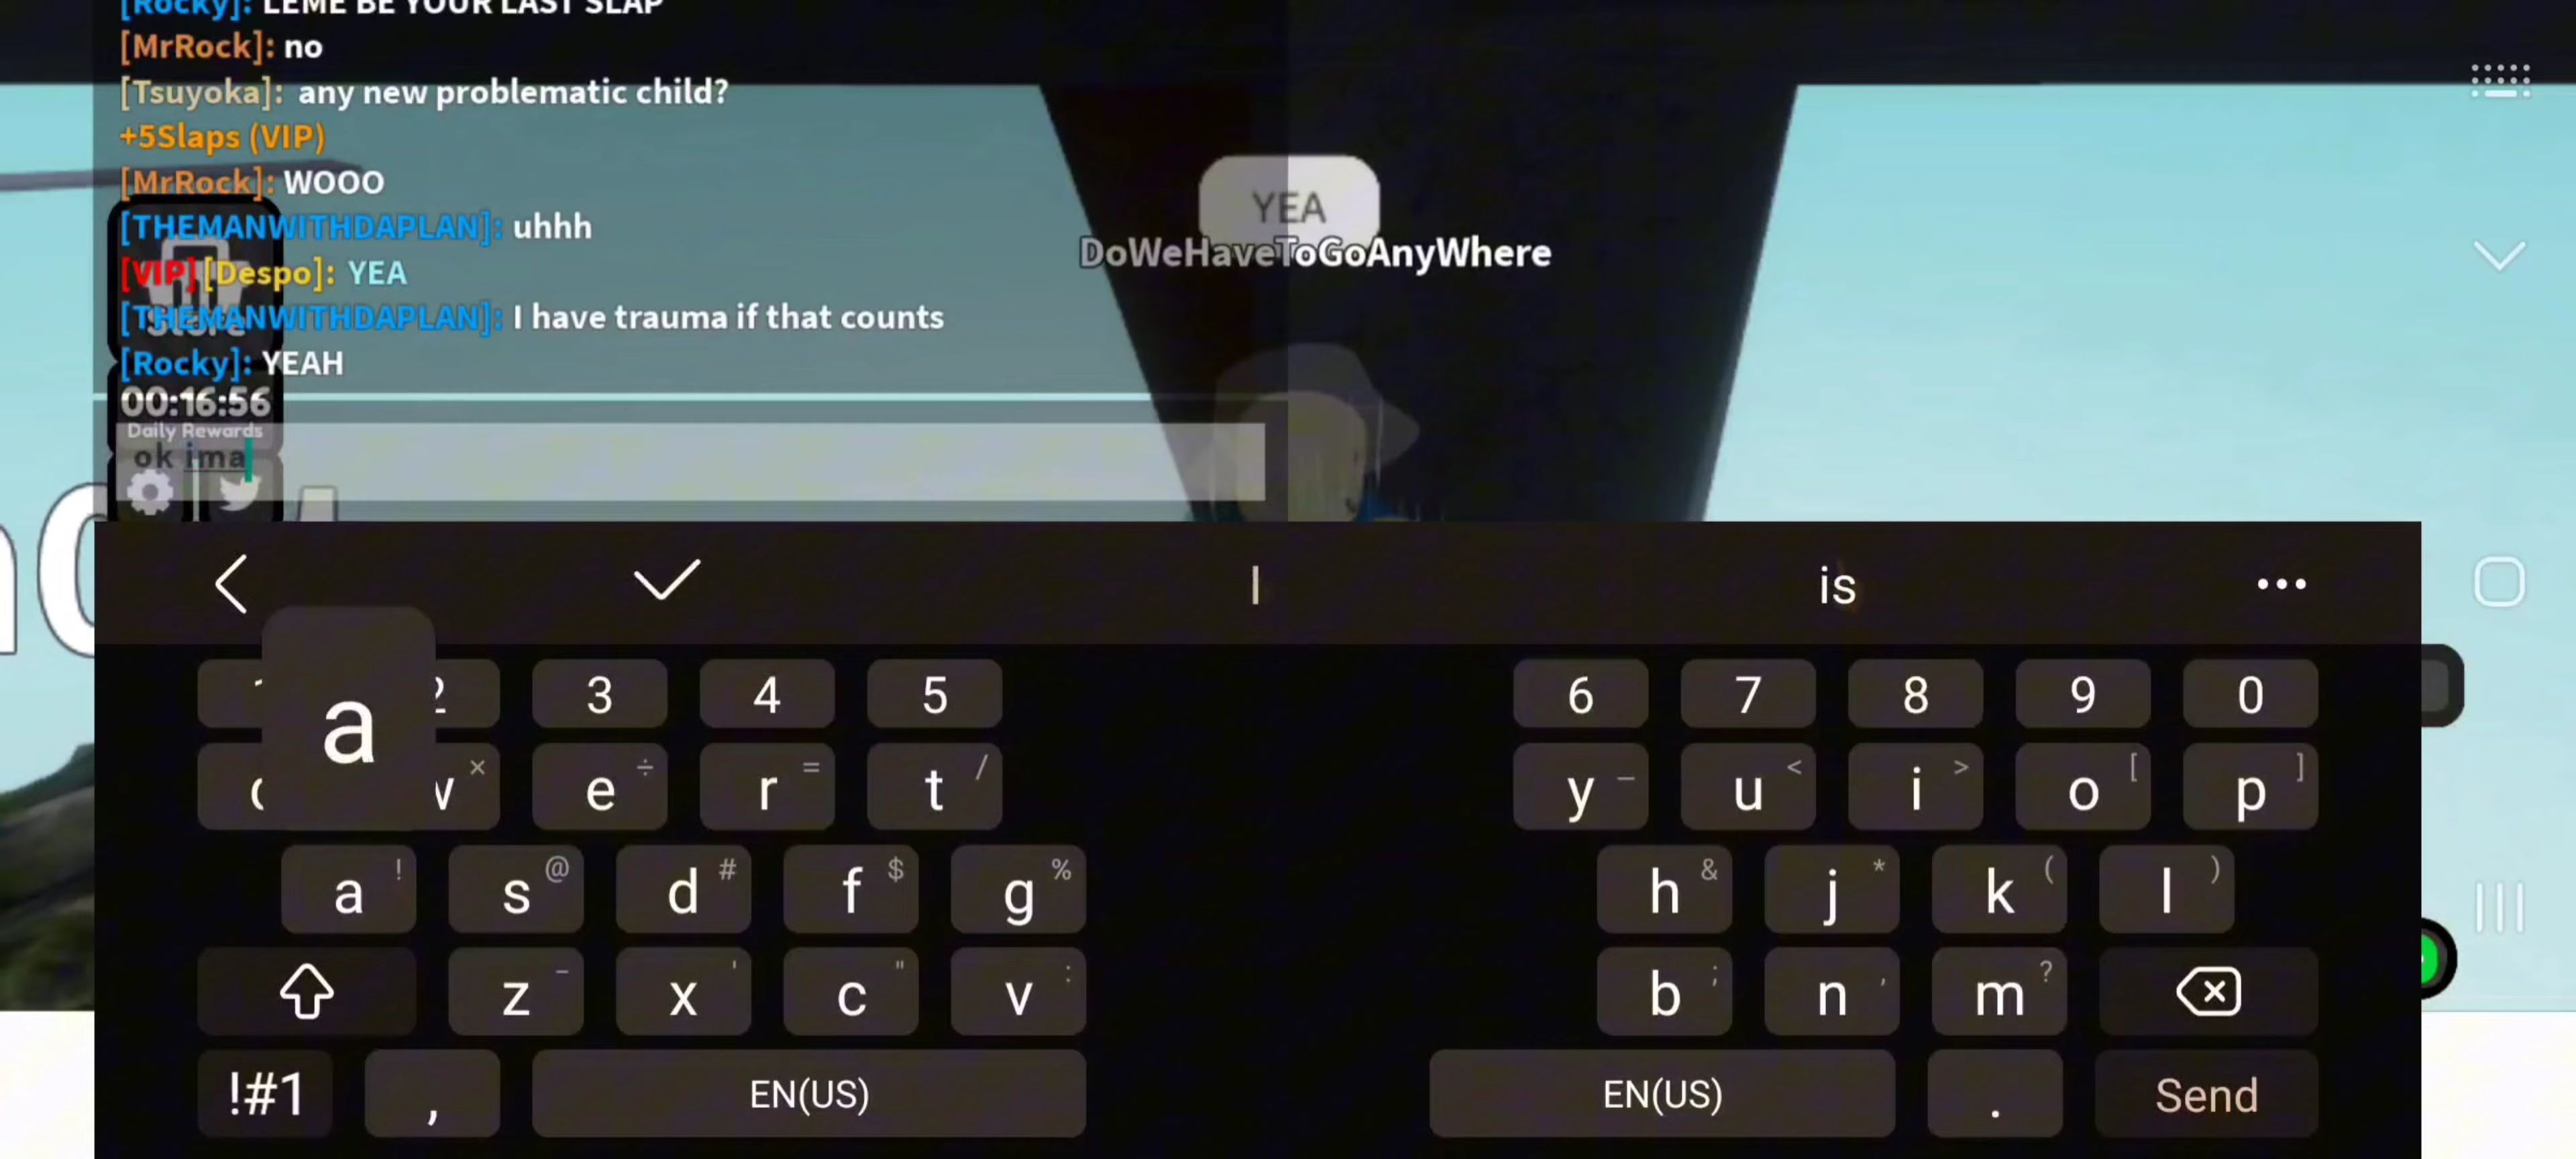 [Rocky]: LEME BE YOUR LAST SLAP
[MrRock]: no
[Tsuyoka]: any new problematic child?
+5Slaps (VIP)
[MrRock]: WOOO
[THEMANWITHDAPLAN]: uhhh
[VIP] [Despo]: YEA
[THEMANWITHDAPLAN]: I have trauma if that counts
[Rocky]: YEAH
YEA
DoWeHaveToGoAnyWhere
Store
00:16:56
Daily Rewards
ok ima
I is •••
a
2 3 4 5 6 7 8 9 0
w × e ÷ r = t / y _ u < i > o [ p ]
a ! s @ d # f $ g % h & j * k ( l )
z - x ' c " v : b ; n , m ?
!#1 , EN(US) EN(US) . Send